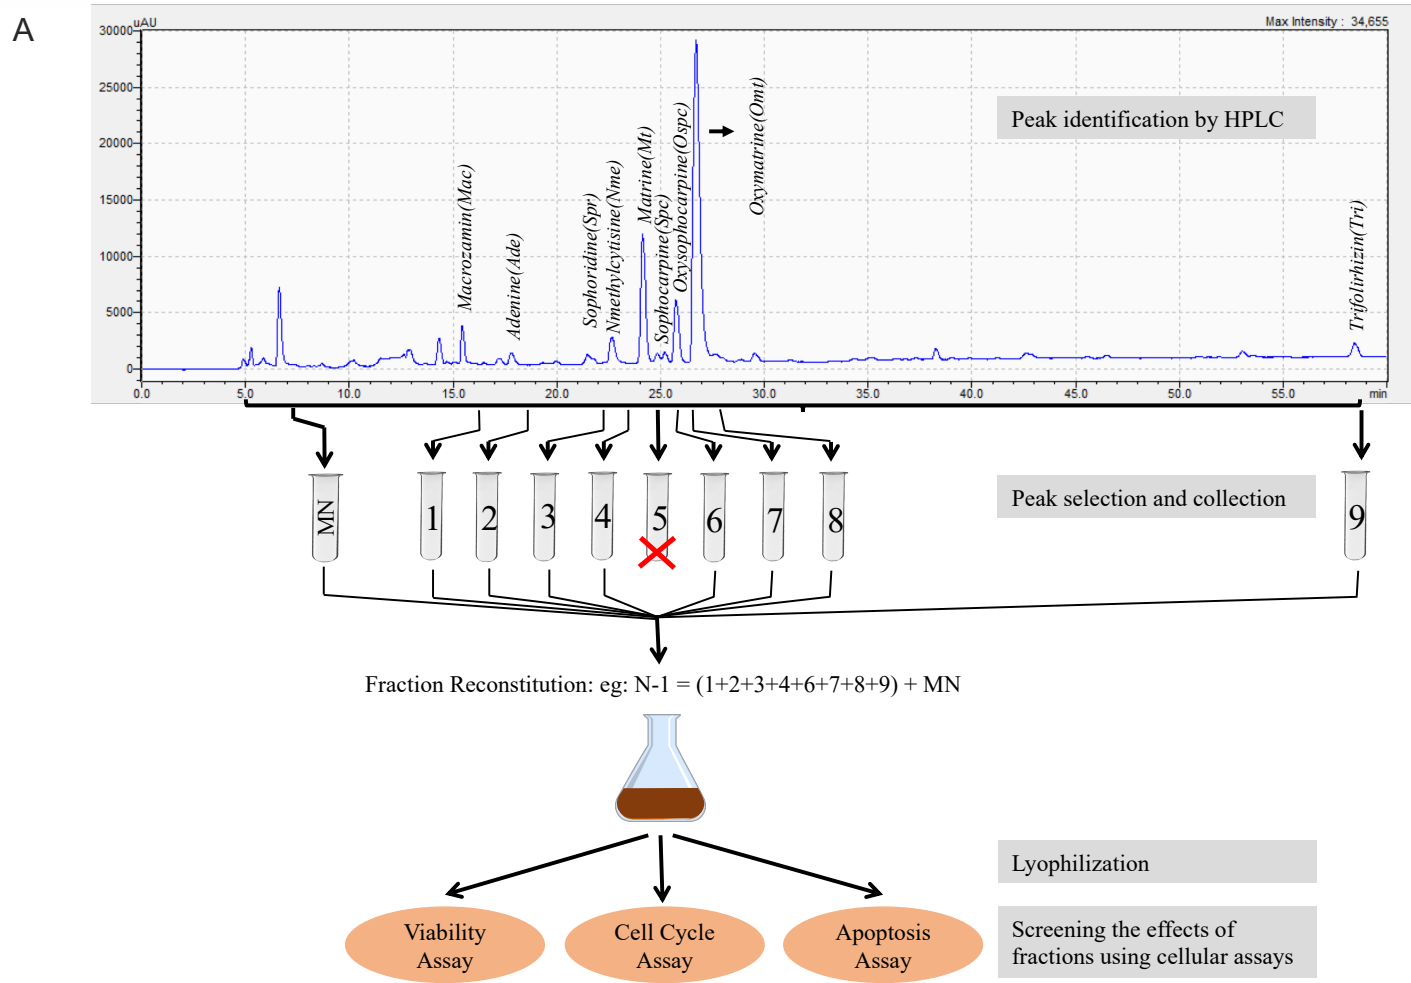 A
uAU
Max Intensity : 34,655
30000
25000
20000
15000
10000
5000
0
Macrozamin(Mac)
Adenine(Ade)
Sophoridine(Spr)
Nmethylcytisine(Nme)
Matrine(Mt)
Sophocarpine(Spc)
Oxysophocarpine(Ospc)
Oxymatrine(Omt)
Trifolirhizin(Tri)
Peak identification by HPLC
0.0 5.0 10.0 15.0 20.0 25.0 30.0 35.0 40.0 45.0 50.0 55.0 min
MN 1 2 3 4 5 6 7 8 9
Peak selection and collection
Fraction Reconstitution: eg: N-1 = (1+2+3+4+6+7+8+9) + MN
Lyophilization
Viability
Assay
Cell Cycle
Assay
Apoptosis
Assay
Screening the effects of
fractions using cellular assays